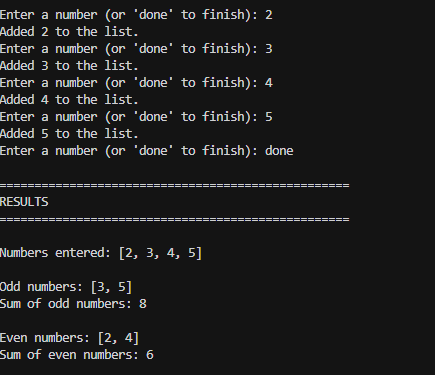 Enter a number (or 'done' to finish): 2
Added 2 to the list.
Enter a number (or 'done' to finish): 3
Added 3 to the list.
Enter a number (or 'done' to finish): 4
Added 4 to the list.
Enter a number (or 'done' to finish): 5
Added 5 to the list.
Enter a number (or 'done' to finish): done
==================================================
RESULTS
==================================================
Numbers entered: [2, 3, 4, 5]
Odd numbers: [3, 5]
Sum of odd numbers: 8
Even numbers: [2, 4]
Sum of even numbers: 6